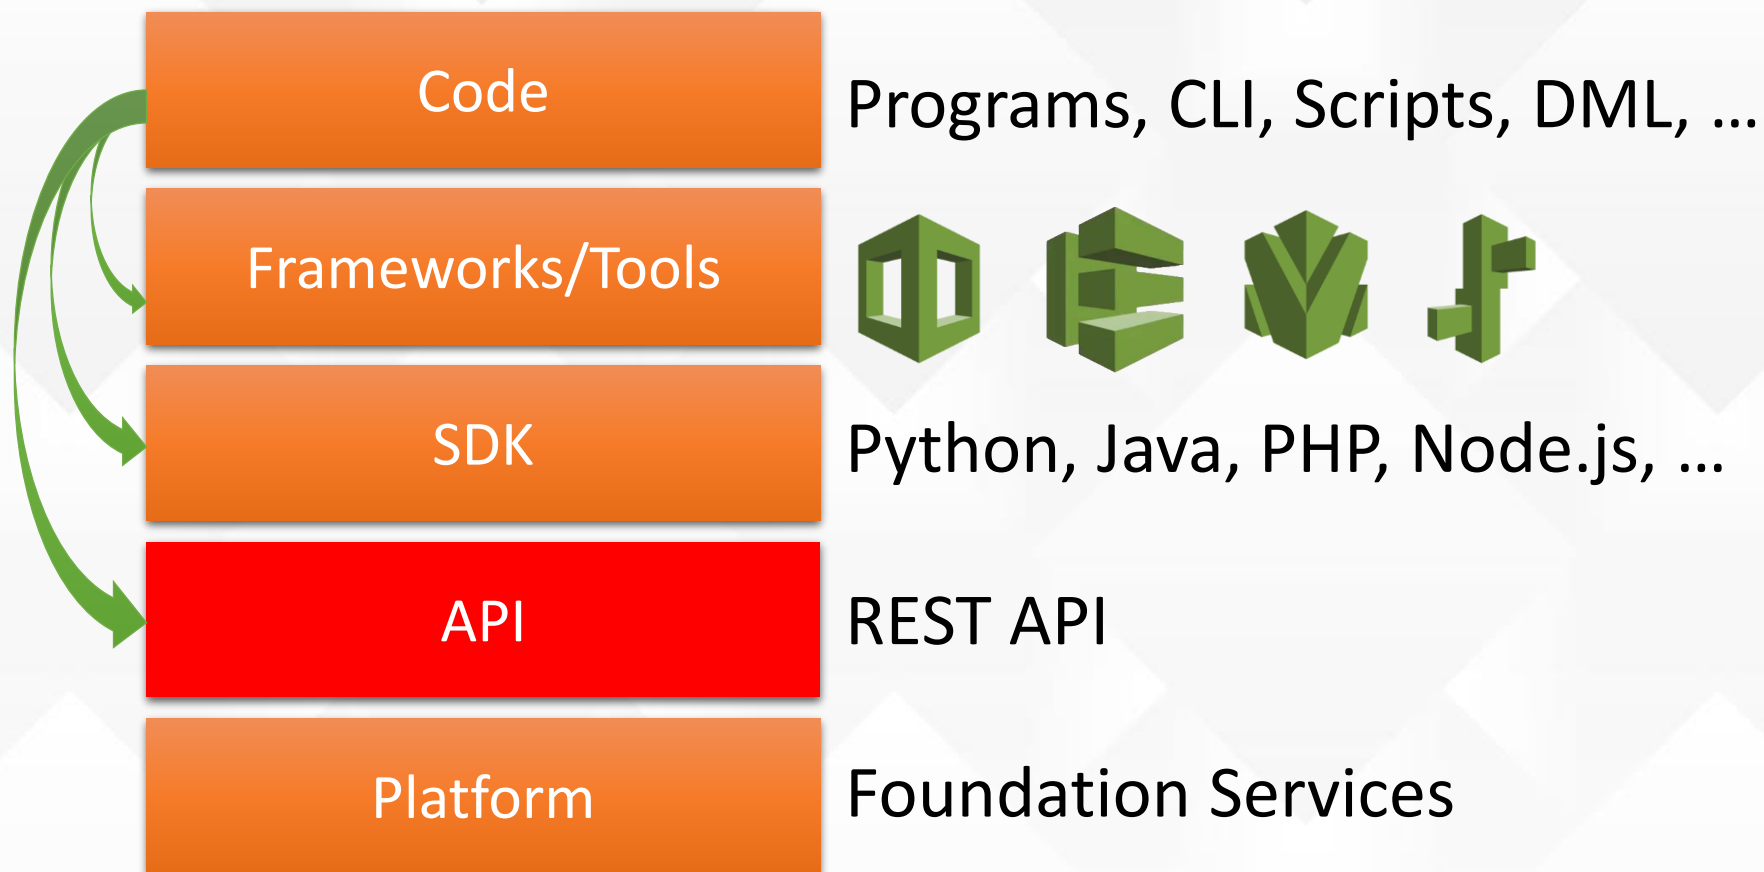 Code
Programs, CLI, Scripts, DML, ...
Frameworks/Tools
SDK
Python, Java, PHP, Node.js, ...
API
REST API
Platform
Foundation Services